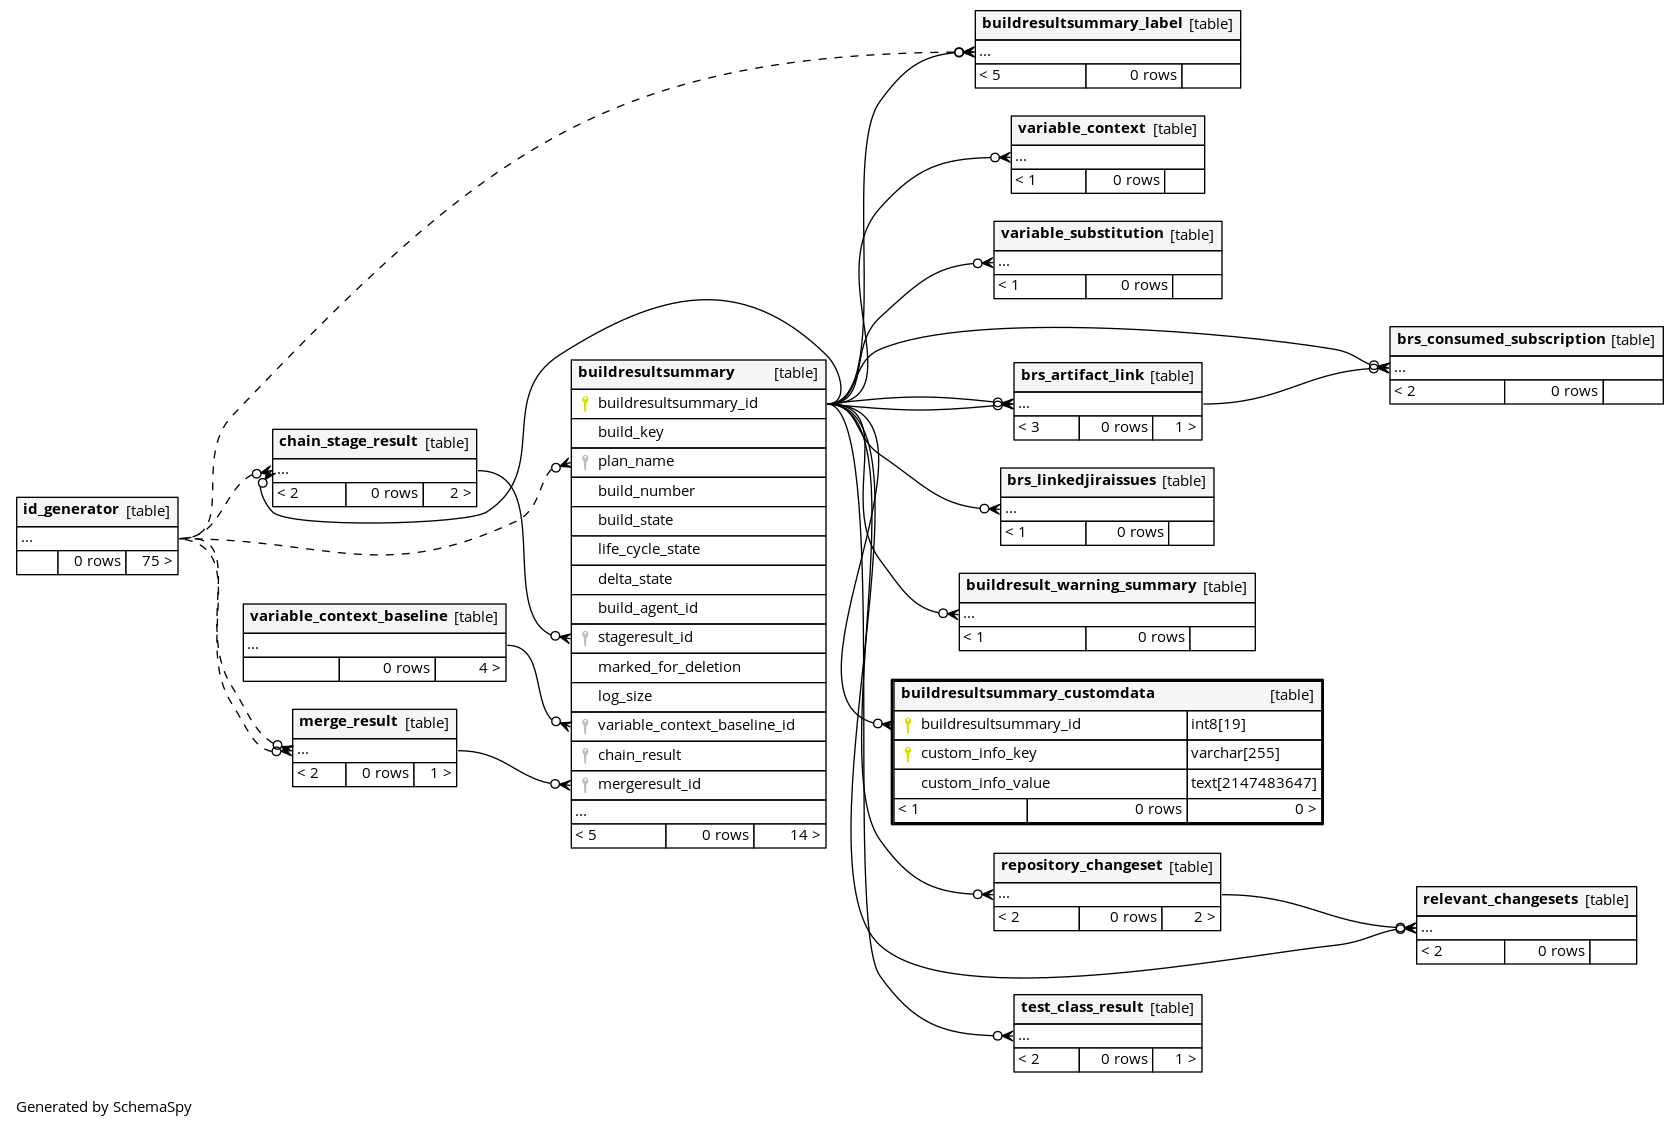 buildresultsummary_label [table]
...
< 5 0 rows
variable_context [table]
...
< 1 0 rows
variable_substitution [table]
...
< 1 0 rows
brs_consumed_subscription [table]
...
< 2 0 rows
brs_artifact_link [table]
...
< 3 0 rows 1 >
brs_linkedjiraissues [table]
...
< 1 0 rows
buildresult_warning_summary [table]
...
< 1 0 rows
buildresultsummary [table]
buildresultsummary_id
build_key
plan_name
build_number
build_state
life_cycle_state
delta_state
build_agent_id
stageresult_id
marked_for_deletion
log_size
variable_context_baseline_id
chain_result
mergeresult_id
...
< 5 0 rows 14 >
chain_stage_result [table]
...
< 2 0 rows 2 >
id_generator [table]
...
0 rows 75 >
variable_context_baseline [table]
...
0 rows 4 >
merge_result [table]
...
< 2 0 rows 1 >
buildresultsummary_customdata [table]
buildresultsummary_id int8[19]
custom_info_key varchar[255]
custom_info_value text[2147483647]
< 1 0 rows 0 >
repository_changeset [table]
...
< 2 0 rows 2 >
relevant_changesets [table]
...
< 2 0 rows
test_class_result [table]
...
< 2 0 rows 1 >
Generated by SchemaSpy